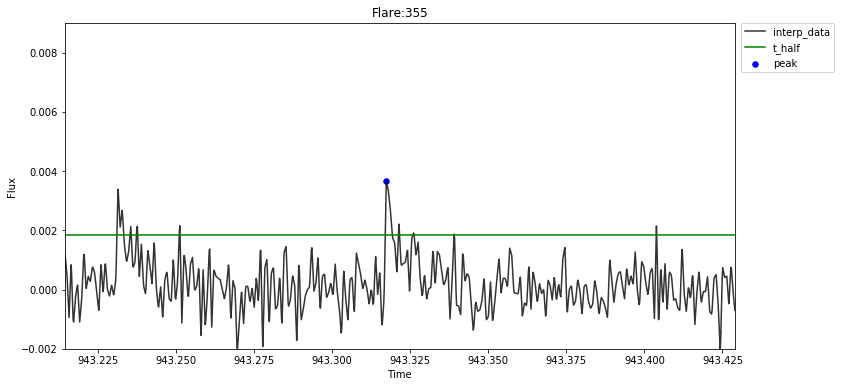 Flare:355
interp_data
t_half
peak
Flux
0.008
0.006
0.004
0.002
0.000
−0.002
943.225 943.250 943.275 943.300 943.325 943.350 943.375 943.400 943.425
Time